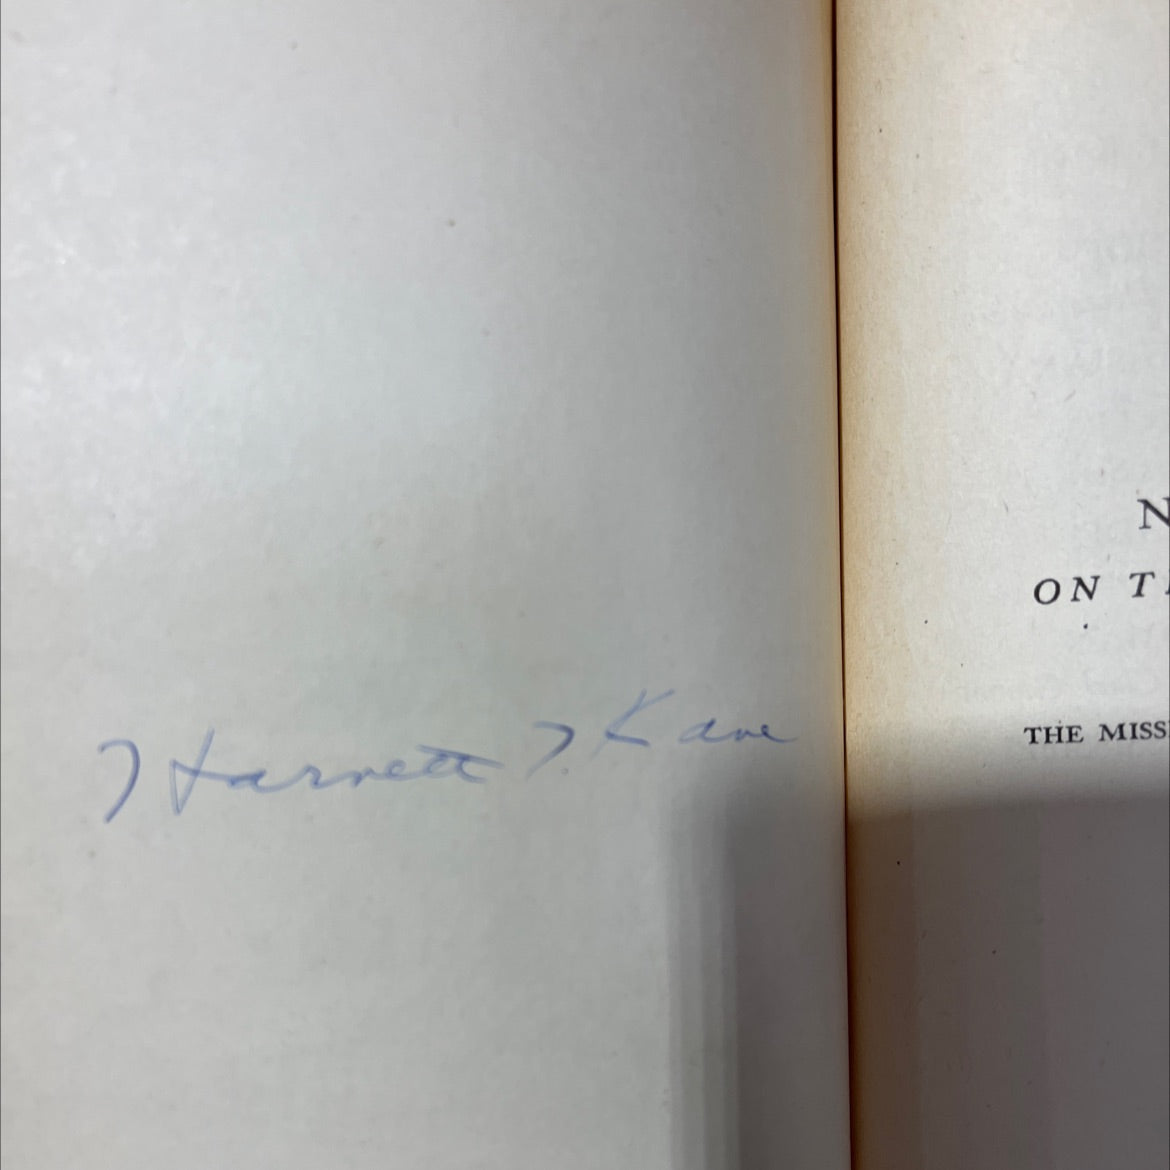 Harnett T. Kane
N
ON T
THE MISS